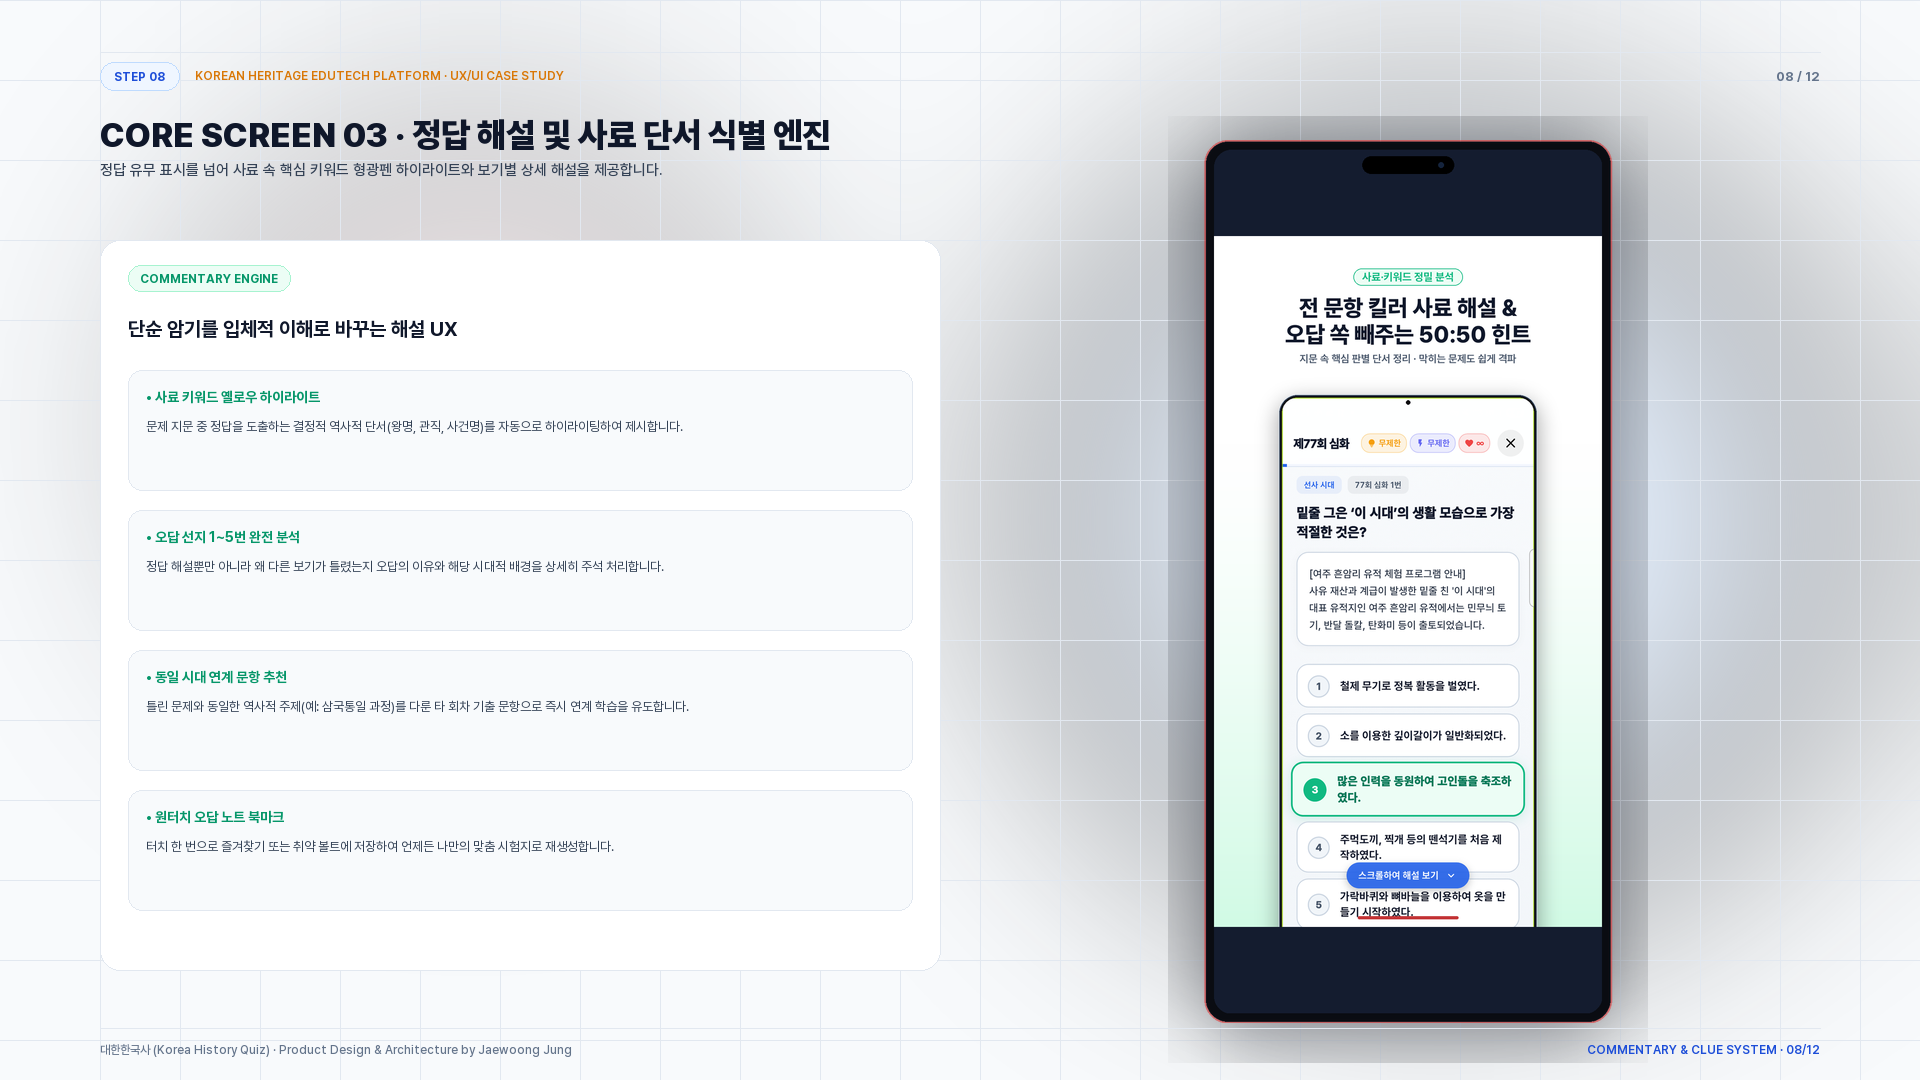 STEP 08
KOREAN HERITAGE EDUTECH PLATFORM · UX/UI CASE STUDY
08 / 12
CORE SCREEN 03 · 정답 해설 및 사료 단서 식별 엔진
정답 유무 표시를 넘어 사료 속 핵심 키워드 형광펜 하이라이트와 보기별 상세 해설을 제공합니다.
COMMENTARY ENGINE
단순 암기를 입체적 이해로 바꾸는 해설 UX
• 사료 키워드 옐로우 하이라이트
문제 지문 중 정답을 도출하는 결정적 역사적 단서(왕명, 관직, 사건명)를 자동으로 하이라이팅하여 제시합니다.
• 오답 선지 1~5번 완전 분석
정답 해설뿐만 아니라 왜 다른 보기가 틀렸는지 오답의 이유와 해당 시대적 배경을 상세히 주석 처리합니다.
• 동일 시대 연계 문항 추천
틀린 문제와 동일한 역사적 주제(예: 삼국통일 과정)를 다룬 타 회차 기출 문항으로 즉시 연계 학습을 유도합니다.
• 원터치 오답 노트 북마크
터치 한 번으로 즐겨찾기 또는 취약 볼트에 저장하여 언제든 나만의 맞춤 시험지로 재생성합니다.
사료·키워드 정밀 분석
전 문항 킬러 사료 해설 &
오답 쏙 빼주는 50:50 힌트
지문 속 핵심 판별 단서 정리 · 막히는 문제도 쉽게 격파
제77회 심화
무제한
무제한
∞
선사 시대
77회 심화 1번
밑줄 그은 ‘이 시대’의 생활 모습으로 가장
적절한 것은?
[여주 흔암리 유적 체험 프로그램 안내]
사유 재산과 계급이 발생한 밑줄 친 '이 시대'의
대표 유적지인 여주 흔암리 유적에서는 민무늬 토
기, 반달 돌칼, 탄화미 등이 출토되었습니다.
1 철제 무기로 정복 활동을 벌였다.
2 소를 이용한 깊이갈이가 일반화되었다.
3 많은 인력을 동원하여 고인돌을 축조하
였다.
4 주먹도끼, 찍개 등의 뗀석기를 처음 제
작하였다.
스크롤하여 해설 보기
5 가락바퀴와 뼈바늘을 이용하여 옷을 만
들기 시작하였다.
대한한국사 (Korea History Quiz) · Product Design & Architecture by Jaewoong Jung
COMMENTARY & CLUE SYSTEM · 08/12